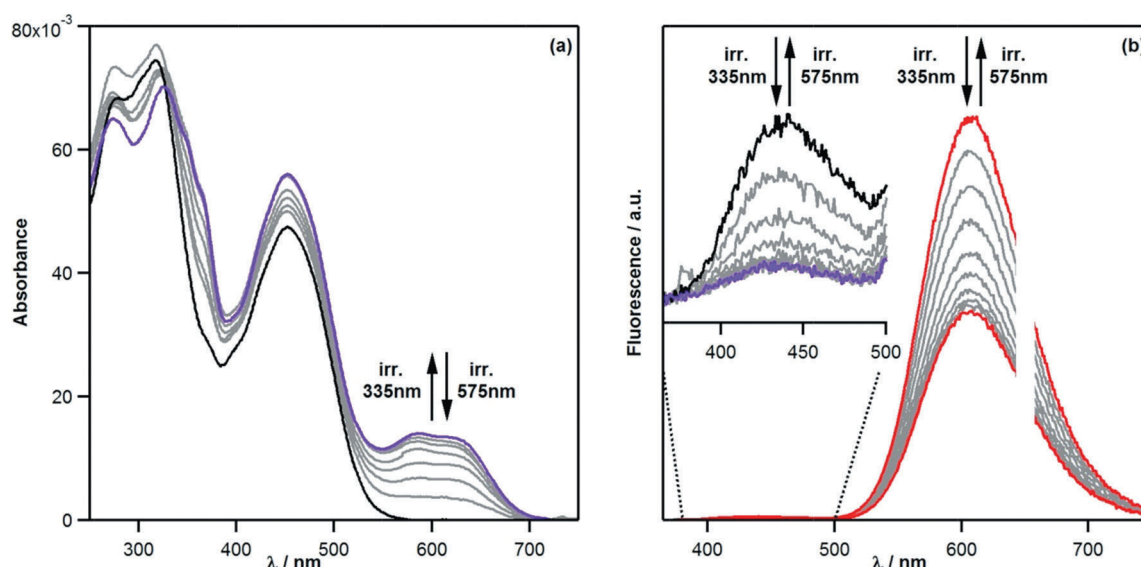 80x10⁻³
60
40
20
0
Absorbance
(a)
irr. irr.
335nm 575nm
300 400 500 600 700
λ / nm
Fluorescence / a.u.
(b)
irr. irr.
335nm 575nm
irr. irr.
335nm 575nm
400 450 500
400 500 600 700
λ / nm